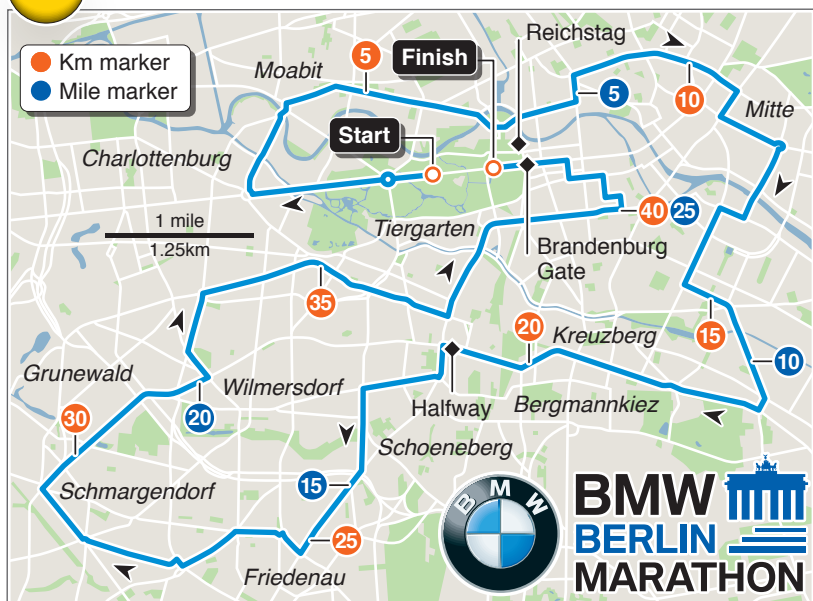 Km marker
Mile marker
Moabit
5
Finish
Reichstag
5
10
Mitte
Start
Charlottenburg
1 mile
1.25km
Tiergarten
40
25
Brandenburg
Gate
35
20
Kreuzberg
15
10
Grunewald
Wilmersdorf
20
Halfway
Bergmannkiez
30
Schoeneberg
Schmargendorf
15
25
Friedenau
BMW
BMW
BERLIN
MARATHON